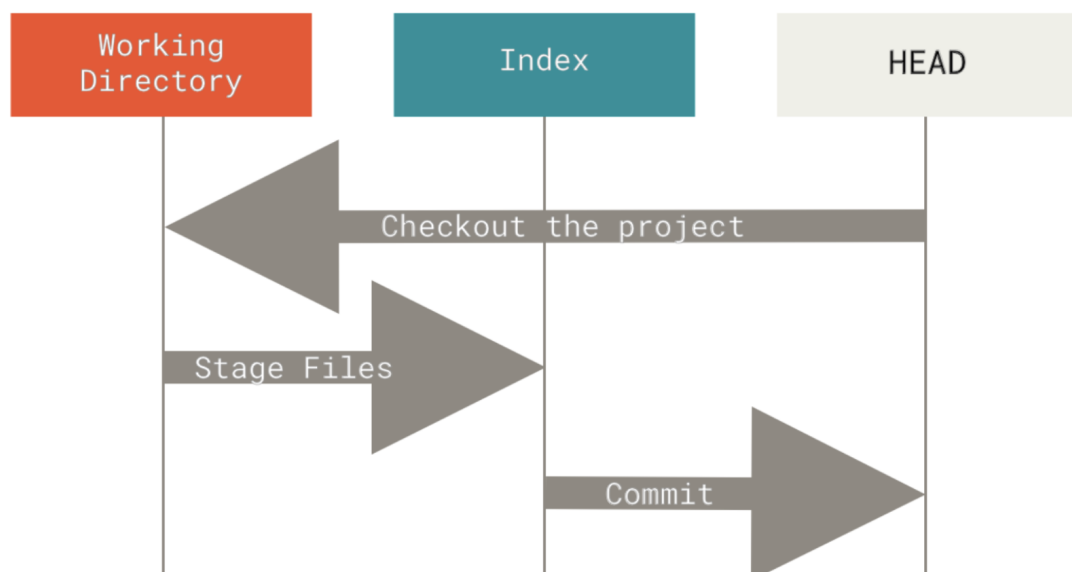 Working
Directory
Index
HEAD
Checkout the project
Stage Files
Commit